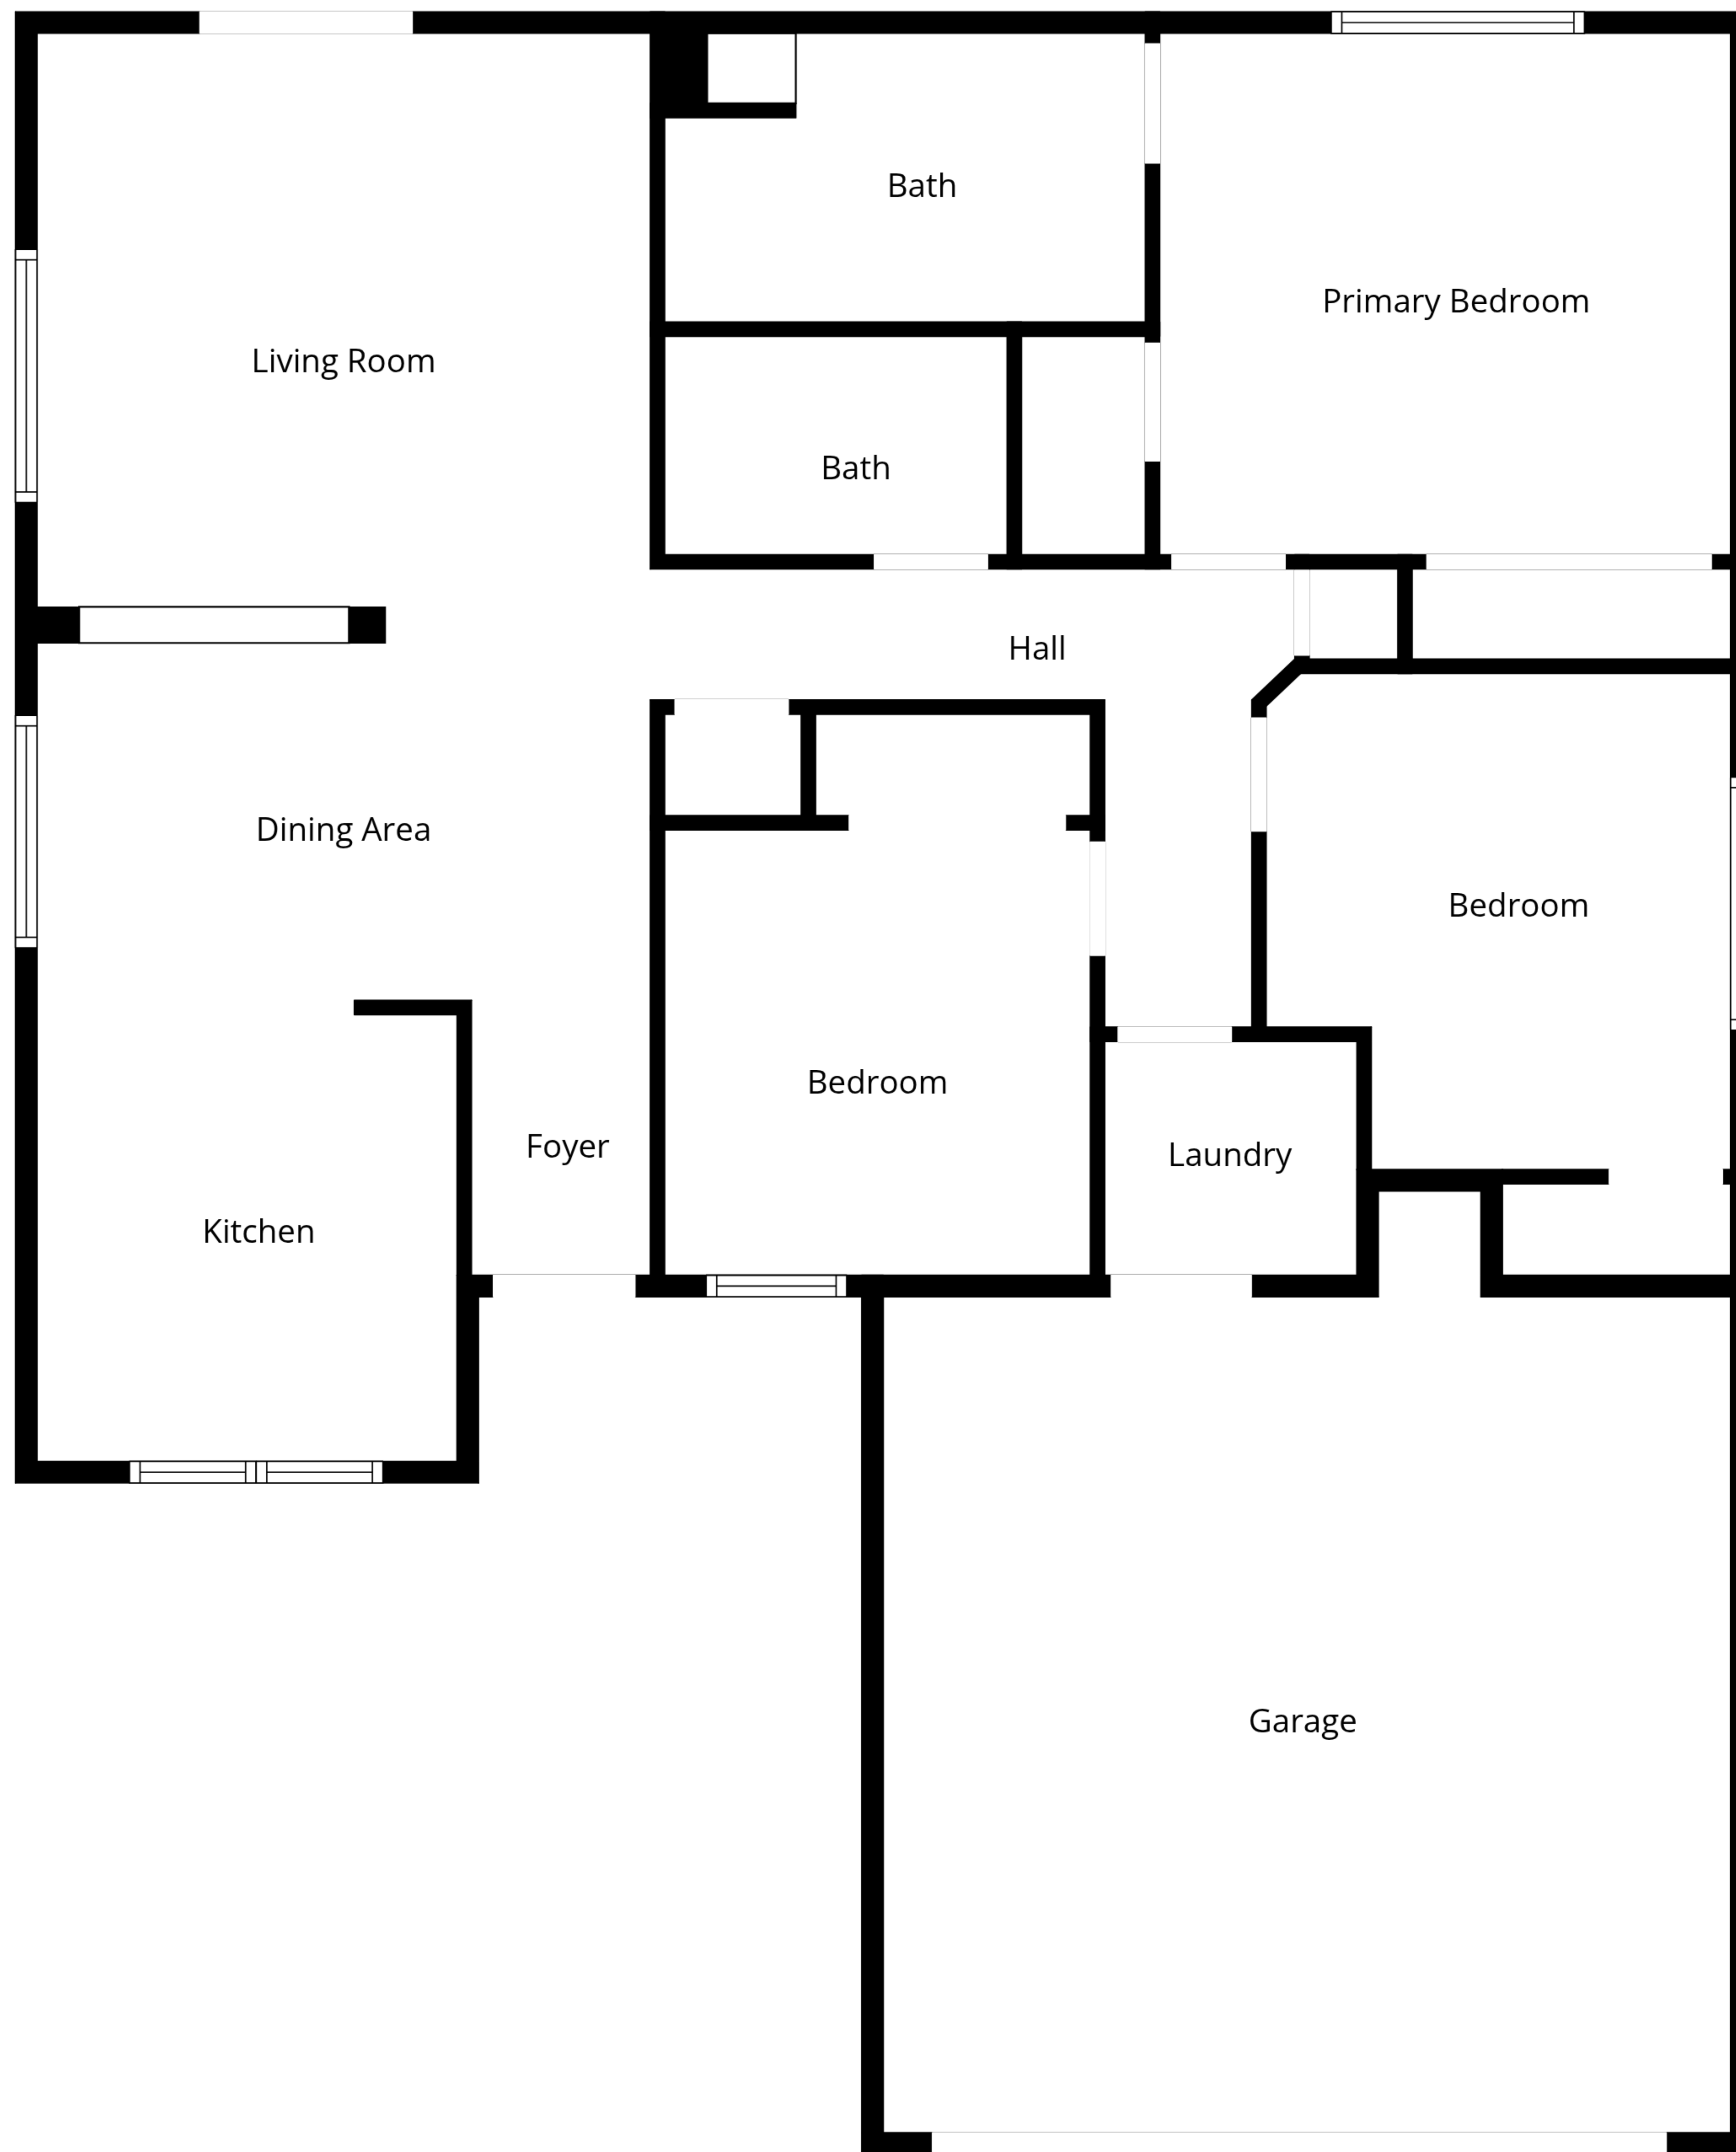 Bath
Primary Bedroom
Living Room
Bath
Hall
Dining Area
Bedroom
Bedroom
Foyer
Laundry
Kitchen
Garage